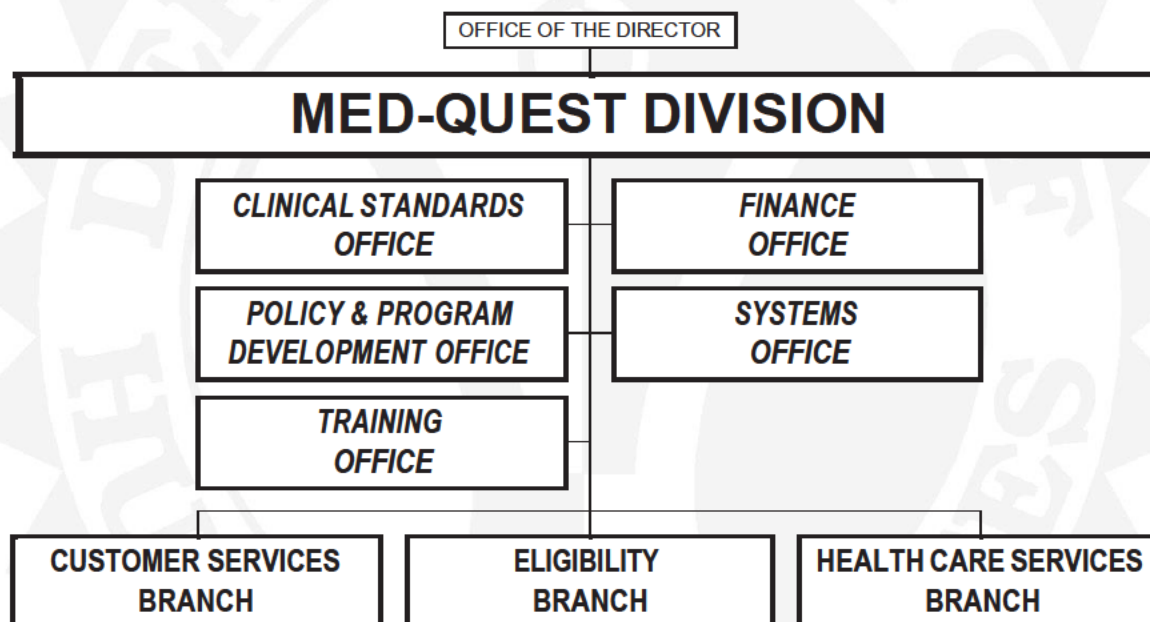 OFFICE OF THE DIRECTOR
MED-QUEST DIVISION
CLINICAL STANDARDS
OFFICE
FINANCE
OFFICE
POLICY & PROGRAM
DEVELOPMENT OFFICE
SYSTEMS
OFFICE
TRAINING
OFFICE
CUSTOMER SERVICES
BRANCH
ELIGIBILITY
BRANCH
HEALTH CARE SERVICES
BRANCH